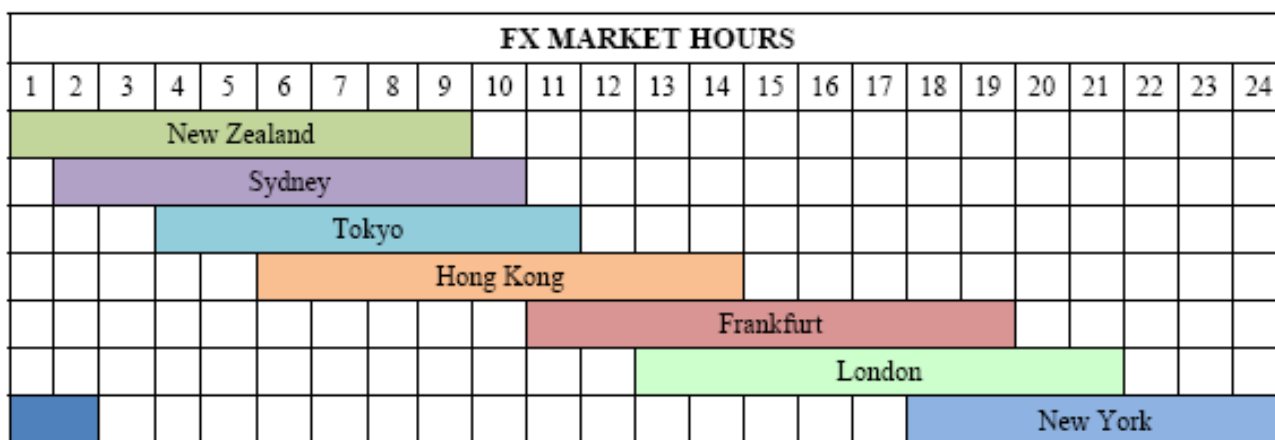 FX MARKET HOURS
1 2 3 4 5 6 7 8 9 10 11 12 13 14 15 16 17 18 19 20 21 22 23 24
New Zealand
Sydney
Tokyo
Hong Kong
Frankfurt
London
New York